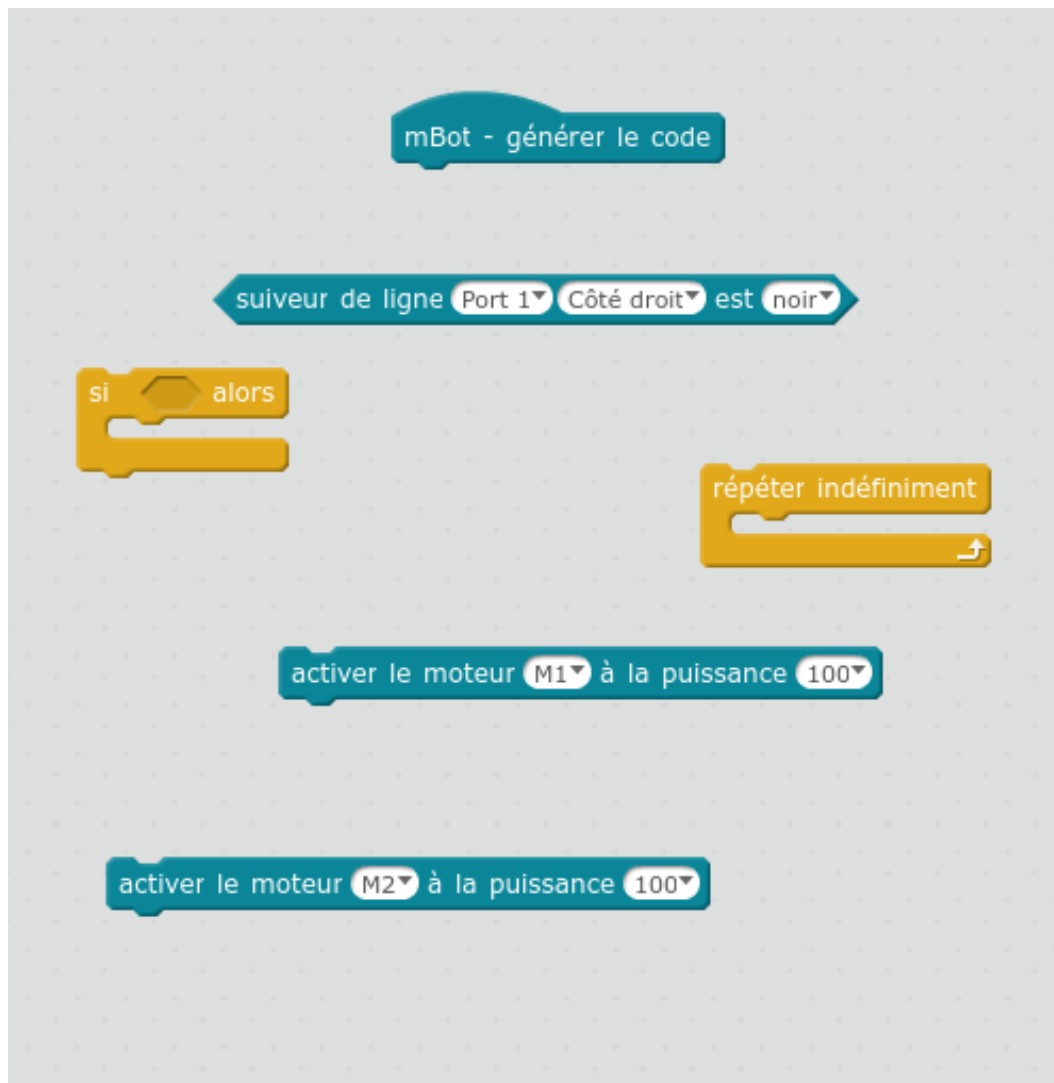 mBot - générer le code
suiveur de ligne Port 1 Côté droit est noir
si alors
répéter indéfiniment
activer le moteur M1 à la puissance 100
activer le moteur M2 à la puissance 100